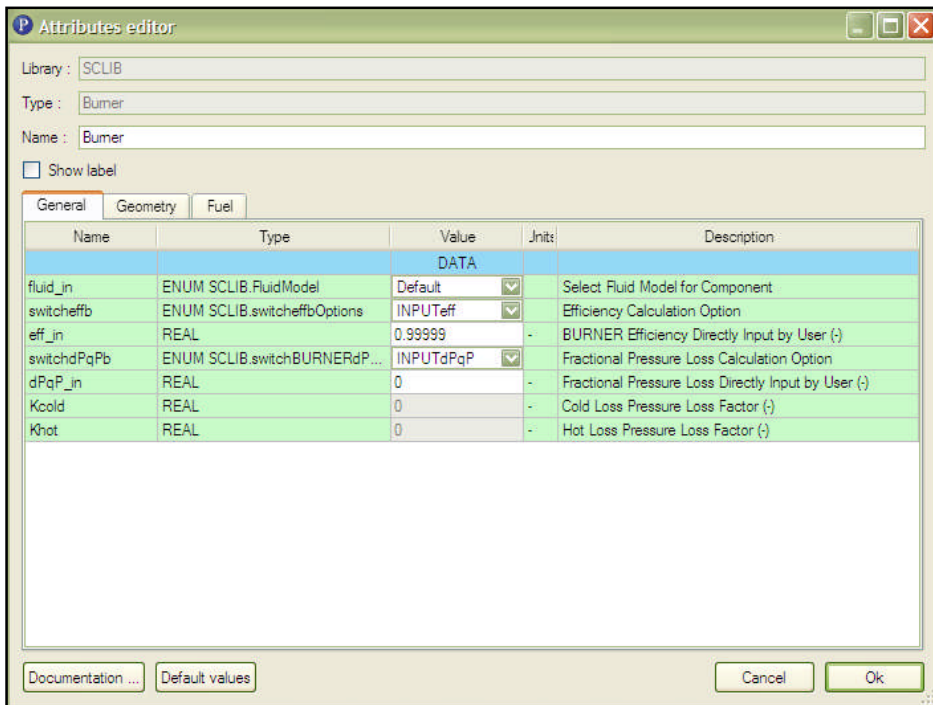 Attributes editor
Library : SCLIB
Type : Burner
Name : Burner
Show label
General Geometry Fuel
Name Type Value Units Description
DATA
fluid_in ENUM SCLIB.FluidModel Default Select Fluid Model for Component
switcheffb ENUM SCLIB.switcheffbOptions INPUTeff Efficiency Calculation Option
eff_in REAL 0.99999 - BURNER Efficiency Directly Input by User (-)
switchdPqPb ENUM SCLIB.switchBURNERdP... INPUTdPqP Fractional Pressure Loss Calculation Option
dPqP_in REAL 0 - Fractional Pressure Loss Directly Input by User (-)
Kcold REAL 0 - Cold Loss Pressure Loss Factor (-)
Khot REAL 0 - Hot Loss Pressure Loss Factor (-)
Documentation ... Default values Cancel Ok